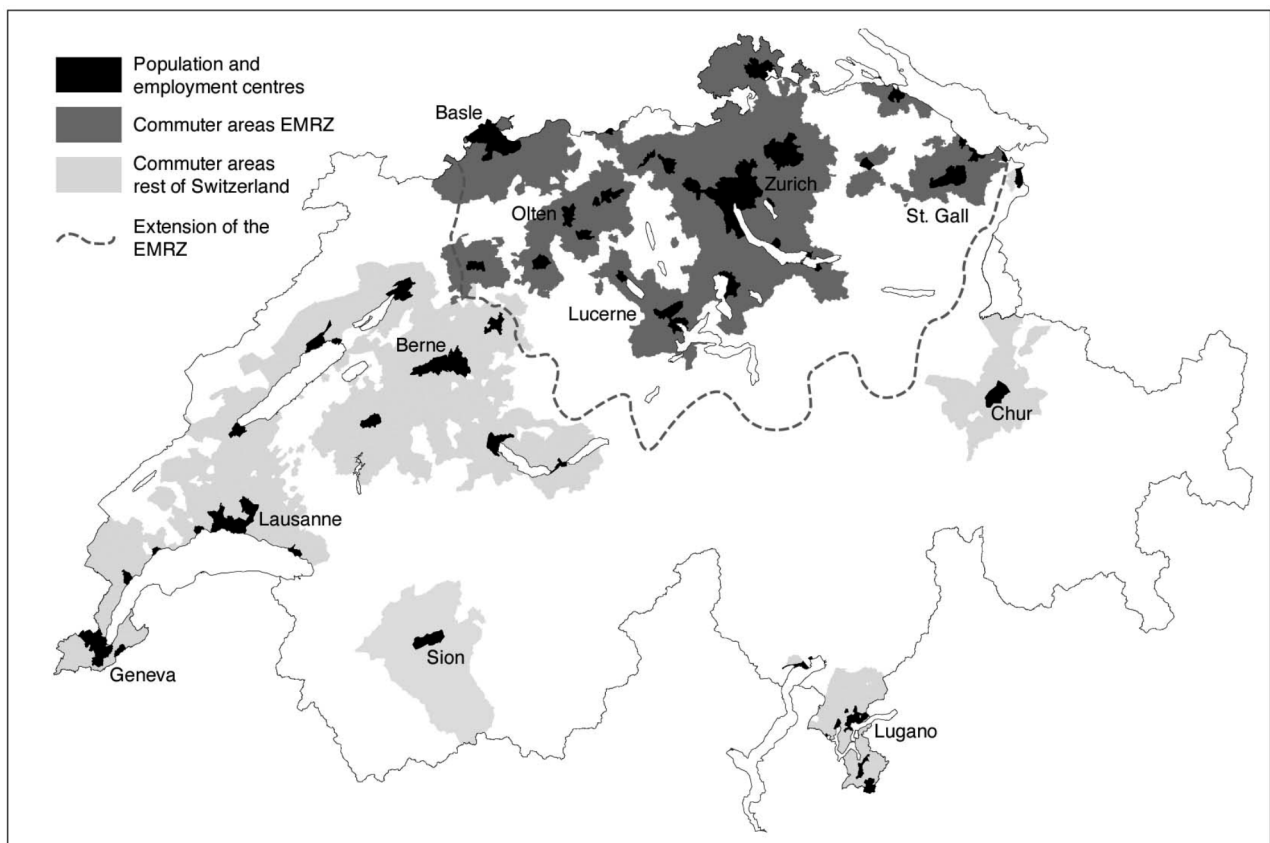 Population and
employment centres
Commuter areas EMRZ
Commuter areas
rest of Switzerland
Extension of the
EMRZ
Basle
Zurich
Olten
St. Gall
Lucerne
Berne
Chur
Lausanne
Sion
Geneva
Lugano